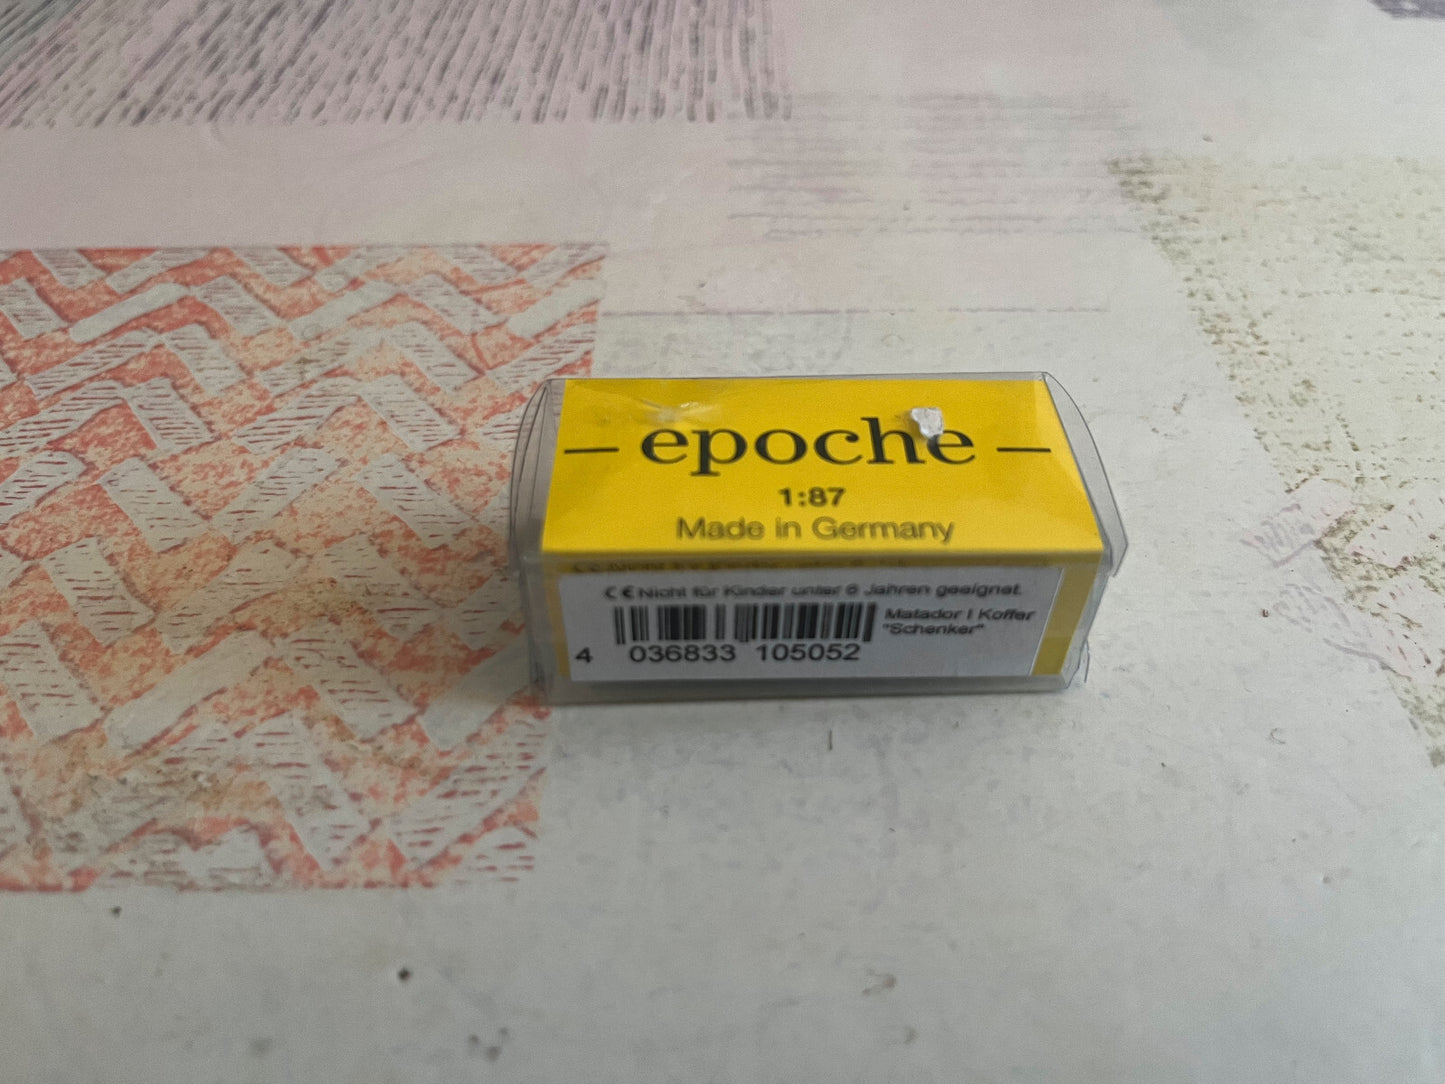 – epoche –
1:87
Made in Germany
CE Nicht für Kinder unter 6 Jahren geeignet.
Matador I Koffer
"Schenker"
4 036833 105052